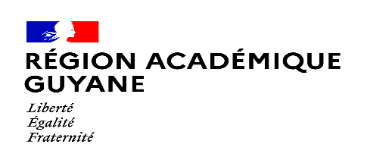 RÉGION ACADÉMIQUE
GUYANE
Liberté
Égalité
Fraternité